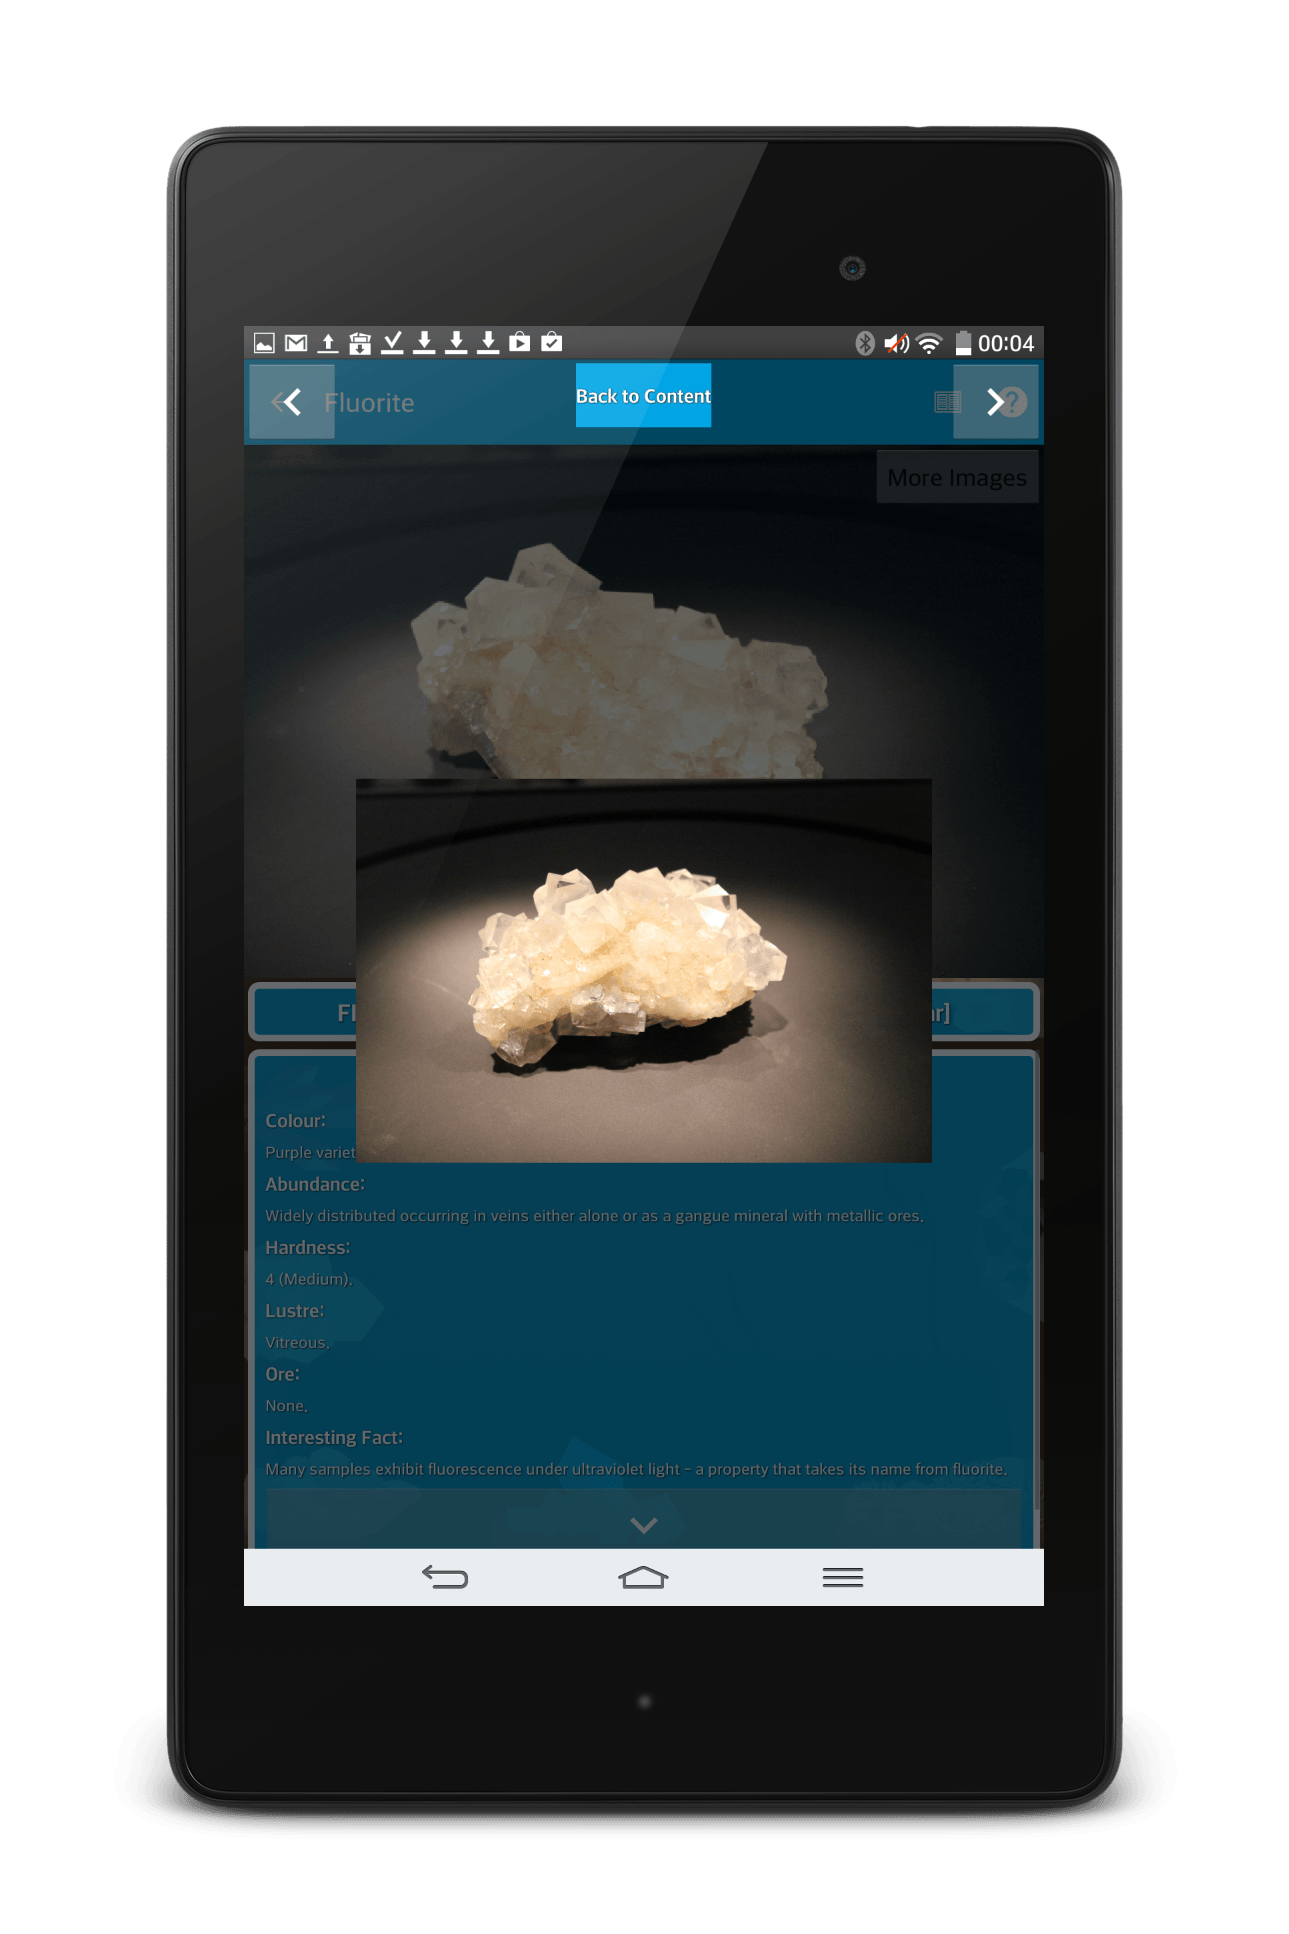 00:04
Fluorite
Back to Content
More Images
Fl
ar]
Colour:
Purple variet
Abundance:
Widely distributed occurring in veins either alone or as a gangue mineral with metallic ores.
Hardness:
4 (Medium).
Lustre:
Vitreous.
Ore:
None.
Interesting Fact:
Many samples exhibit fluorescence under ultraviolet light - a property that takes its name from fluorite.